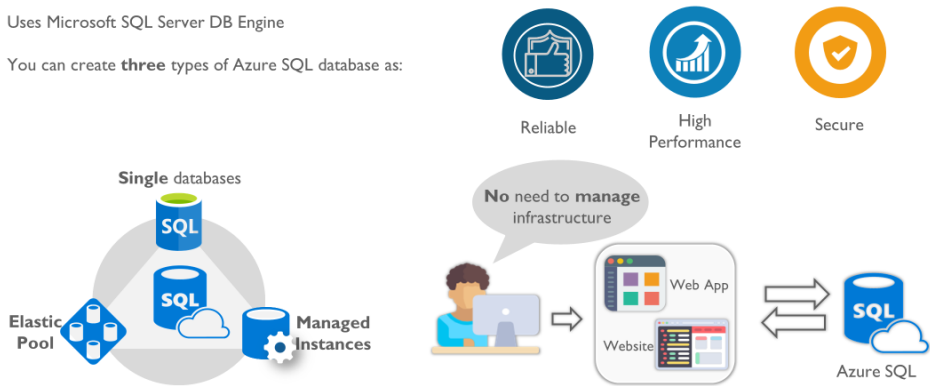 Uses Microsoft SQL Server DB Engine
You can create three types of Azure SQL database as:
Reliable
High
Performance
Secure
Single databases
SQL
SQL
Elastic
Pool
Managed
Instances
No need to manage
infrastructure
Web App
Website
SQL
Azure SQL